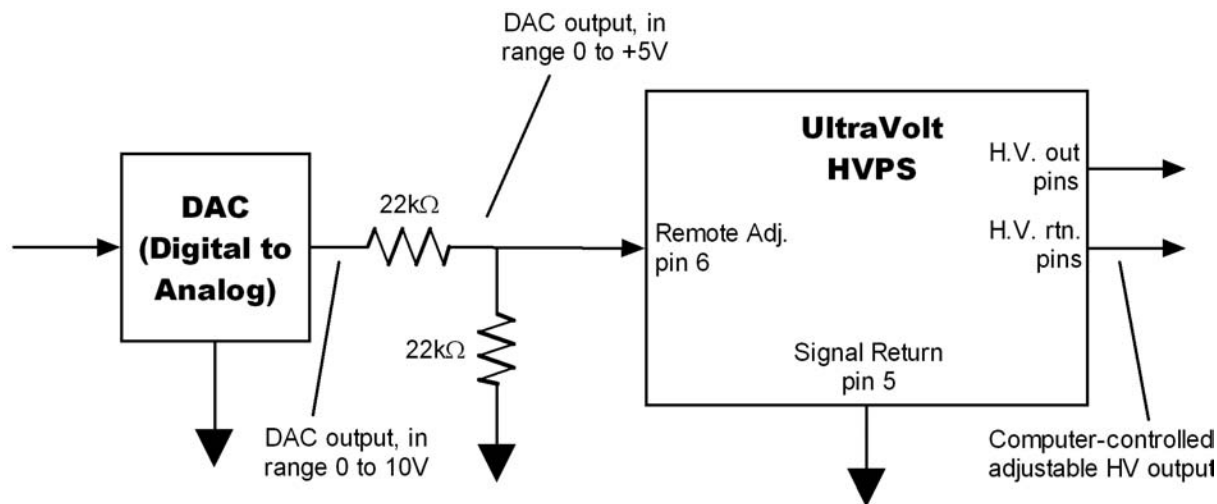 DAC output, in
range 0 to +5V
UltraVolt
HVPS
H.V. out
pins
DAC
(Digital to
Analog)
22kΩ
Remote Adj.
pin 6
H.V. rtn.
pins
22kΩ
Signal Return
pin 5
DAC output, in
range 0 to 10V
Computer-controlled
adjustable HV output